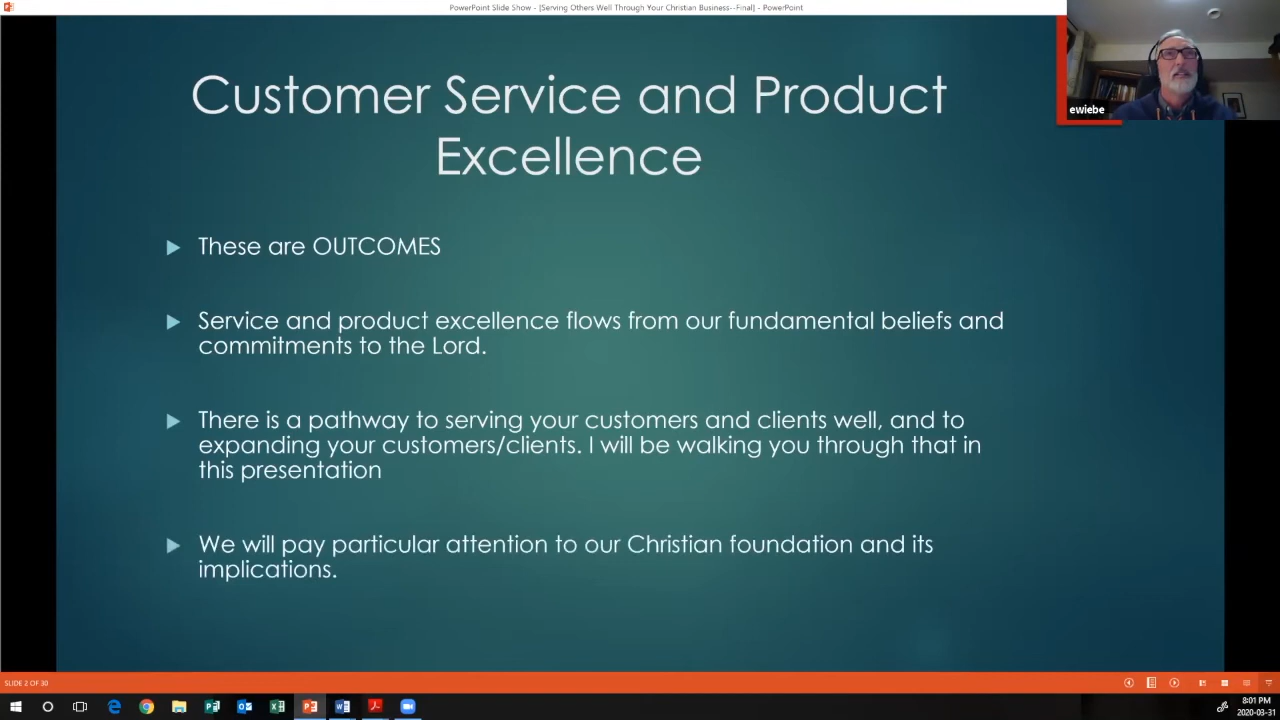 PowerPoint Slide Show - [Serving Others Well Through Your Christian Business--Final] - PowerPoint
ewiebe
Customer Service and Product
Excellence
These are OUTCOMES
Service and product excellence flows from our fundamental beliefs and
commitments to the Lord.
There is a pathway to serving your customers and clients well, and to
expanding your customers/clients. I will be walking you through that in
this presentation
We will pay particular attention to our Christian foundation and its
implications.
SLIDE 2 OF 30
8:01 PM
2020-03-31